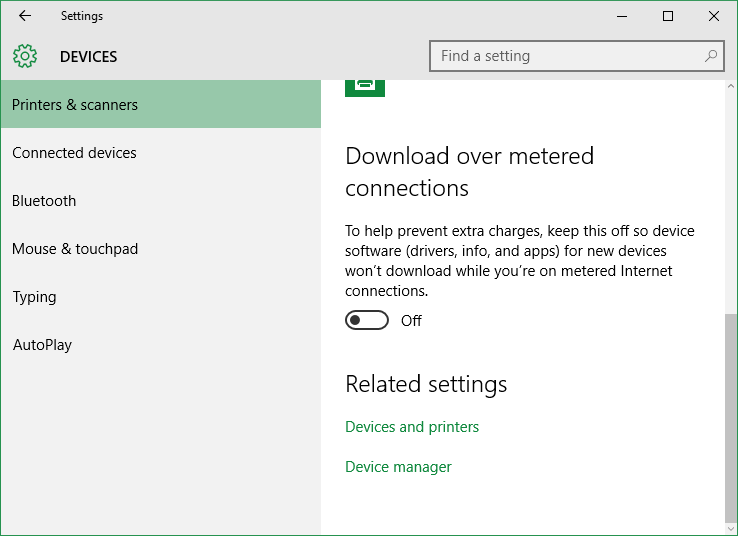 Settings
DEVICES
Find a setting
Printers & scanners
Connected devices
Bluetooth
Mouse & touchpad
Typing
AutoPlay
Download over metered
connections
To help prevent extra charges, keep this off so device
software (drivers, info, and apps) for new devices
won’t download while you’re on metered Internet
connections.
Off
Related settings
Devices and printers
Device manager